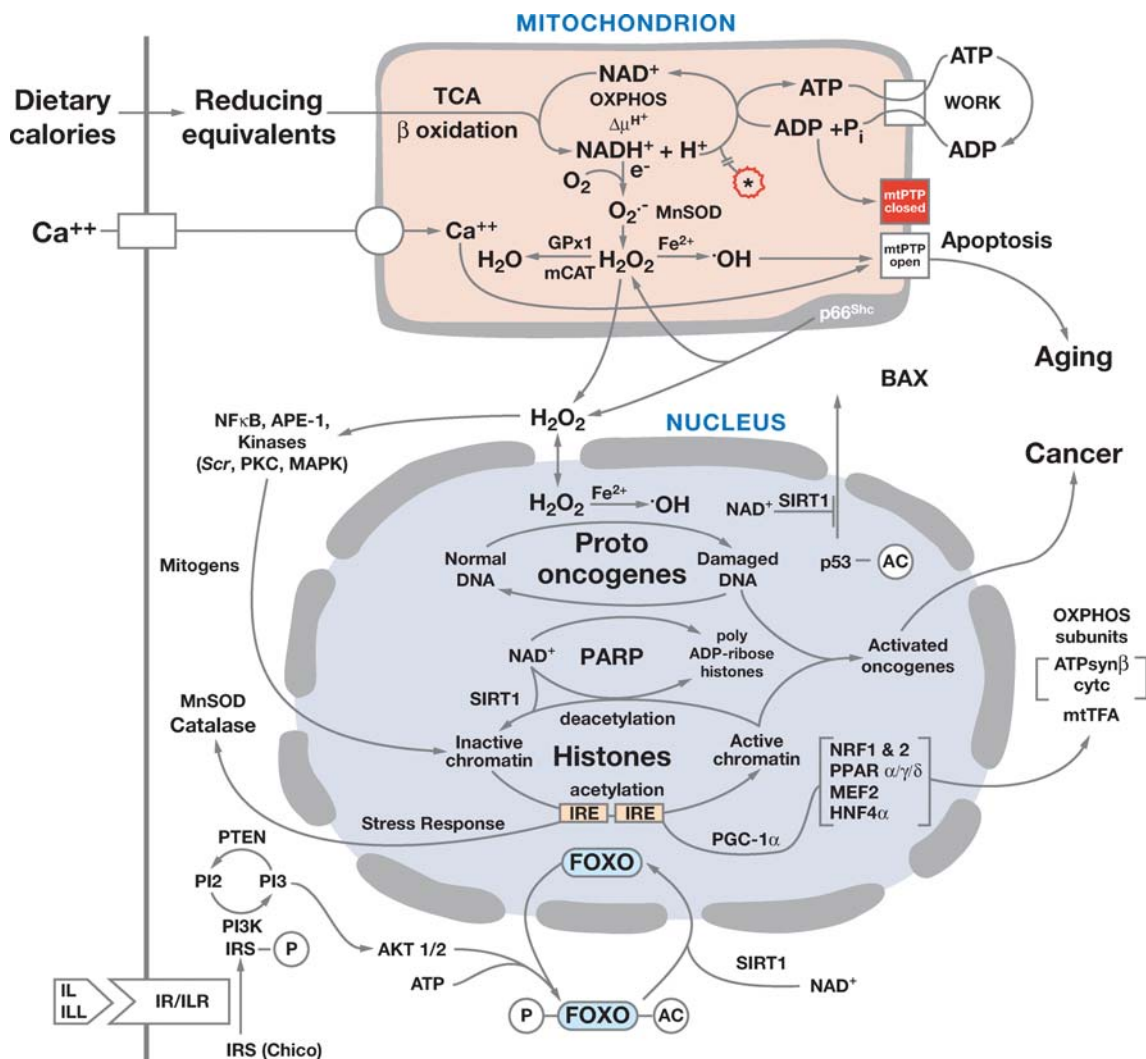 MITOCHONDRION
Dietary
calories
Reducing
equivalents
TCA
β oxidation
NAD⁺
OXPHOS
Δμᴴ⁺
NADH⁺ + H⁺
e⁻
O₂
*
ATP
ADP +Pᵢ
ATP
WORK
ADP
mtPTP
closed
O₂·⁻
MnSOD
Ca⁺⁺
Ca⁺⁺
H₂O
GPx1
mCAT
H₂O₂
Fe²⁺
·OH
mtPTP
open
Apoptosis
p66ˢʰᶜ
Aging
BAX
NUCLEUS
NFκB, APE-1,
Kinases
(Scr, PKC, MAPK)
H₂O₂
Cancer
H₂O₂
Fe²⁺
·OH
NAD⁺
SIRT1
p53
AC
Mitogens
Normal
DNA
Proto
oncogenes
Damaged
DNA
NAD⁺
PARP
poly
ADP-ribose
histones
Activated
oncogenes
OXPHOS
subunits
ATPsynβ
cytc
mtTFA
SIRT1
deacetylation
MnSOD
Catalase
Inactive
chromatin
Histones
Active
chromatin
acetylation
IRE
IRE
NRF1 & 2
PPAR α/γ/δ
MEF2
HNF4α
Stress Response
PGC-1α
PTEN
PI2
PI3
PI3K
IRS
P
FOXO
AKT 1/2
ATP
SIRT1
NAD⁺
P
FOXO
AC
IL
ILL
IR/ILR
IRS (Chico)